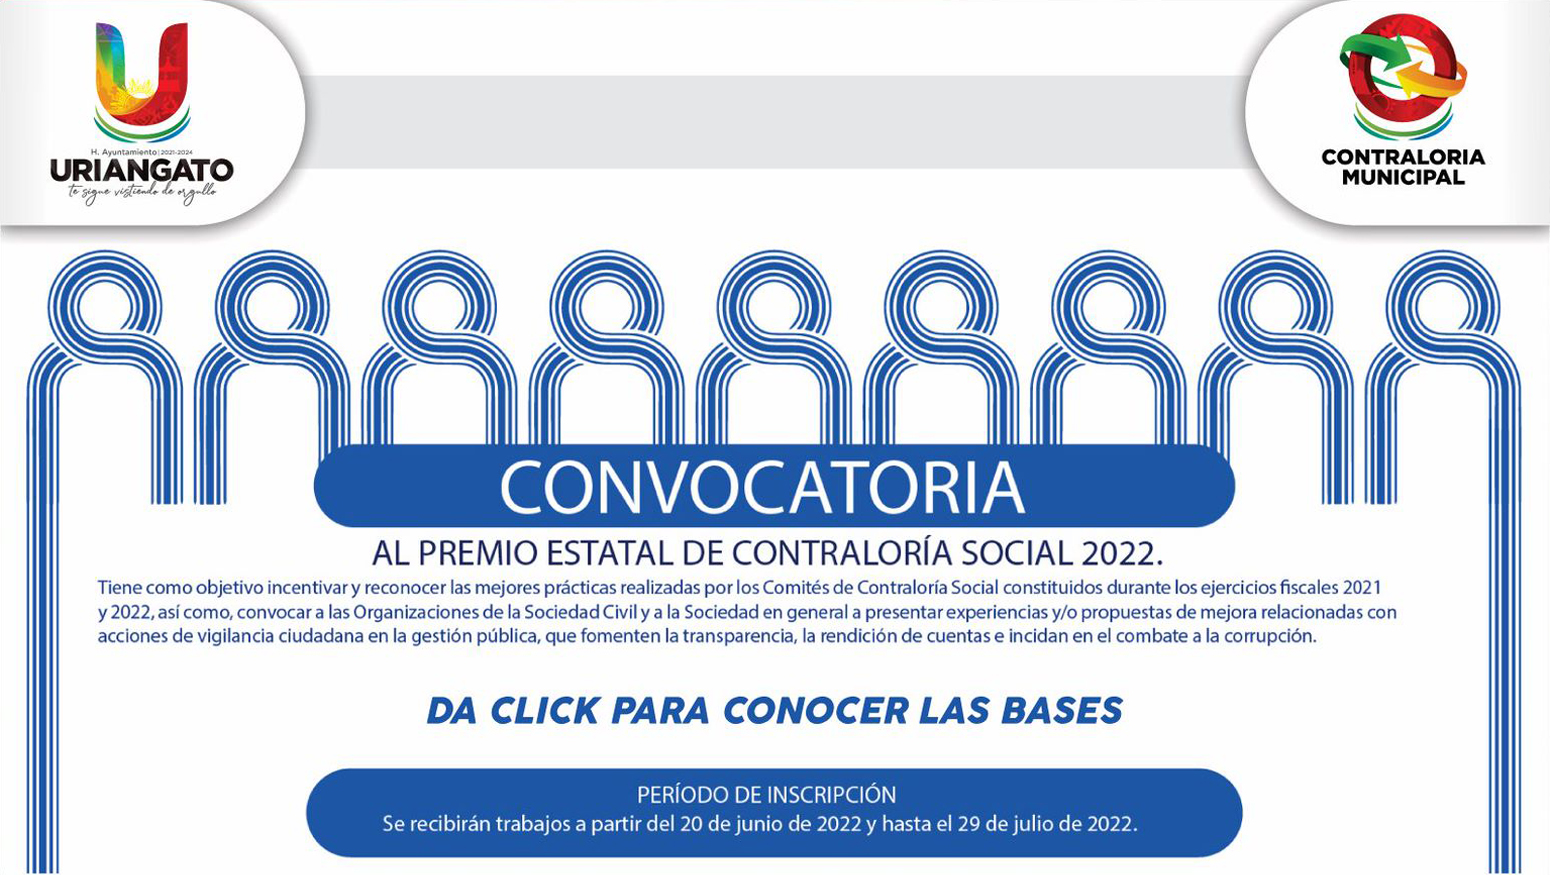 H. Ayuntamiento | 2021-2024
URIANGATO
te sigue vistiendo de orgullo
CONTRALORIA
MUNICIPAL
CONVOCATORIA
AL PREMIO ESTATAL DE CONTRALORÍA SOCIAL 2022.
Tiene como objetivo incentivar y reconocer las mejores prácticas realizadas por los Comités de Contraloría Social constituidos durante los ejercicios fiscales 2021
y 2022, así como, convocar a las Organizaciones de la Sociedad Civil y a la Sociedad en general a presentar experiencias y/o propuestas de mejora relacionadas con
acciones de vigilancia ciudadana en la gestión pública, que fomenten la transparencia, la rendición de cuentas e incidan en el combate a la corrupción.
DA CLICK PARA CONOCER LAS BASES
PERÍODO DE INSCRIPCIÓN
Se recibirán trabajos a partir del 20 de junio de 2022 y hasta el 29 de julio de 2022.